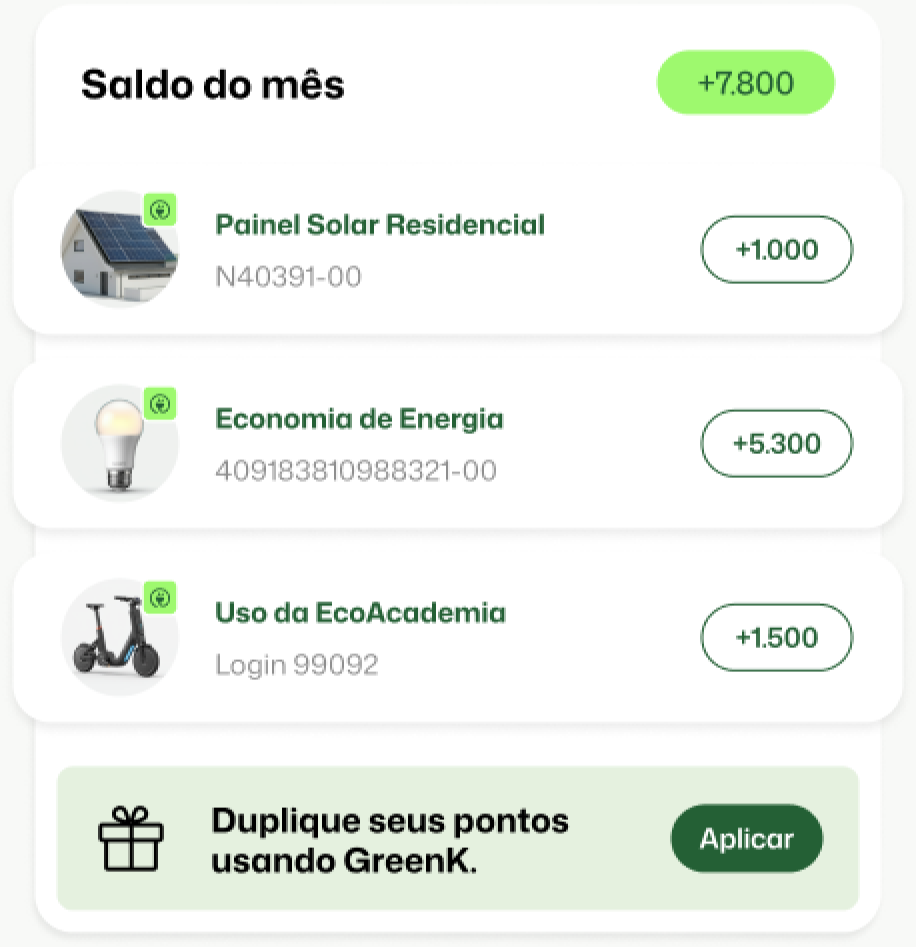 Saldo do mês
+7.800
Painel Solar Residencial
+1.000
N40391-00
Economia de Energia
+5.300
409183810988321-00
Uso da EcoAcademia
+1.500
Login 99092
Duplique seus pontos
usando GreenK.
Aplicar